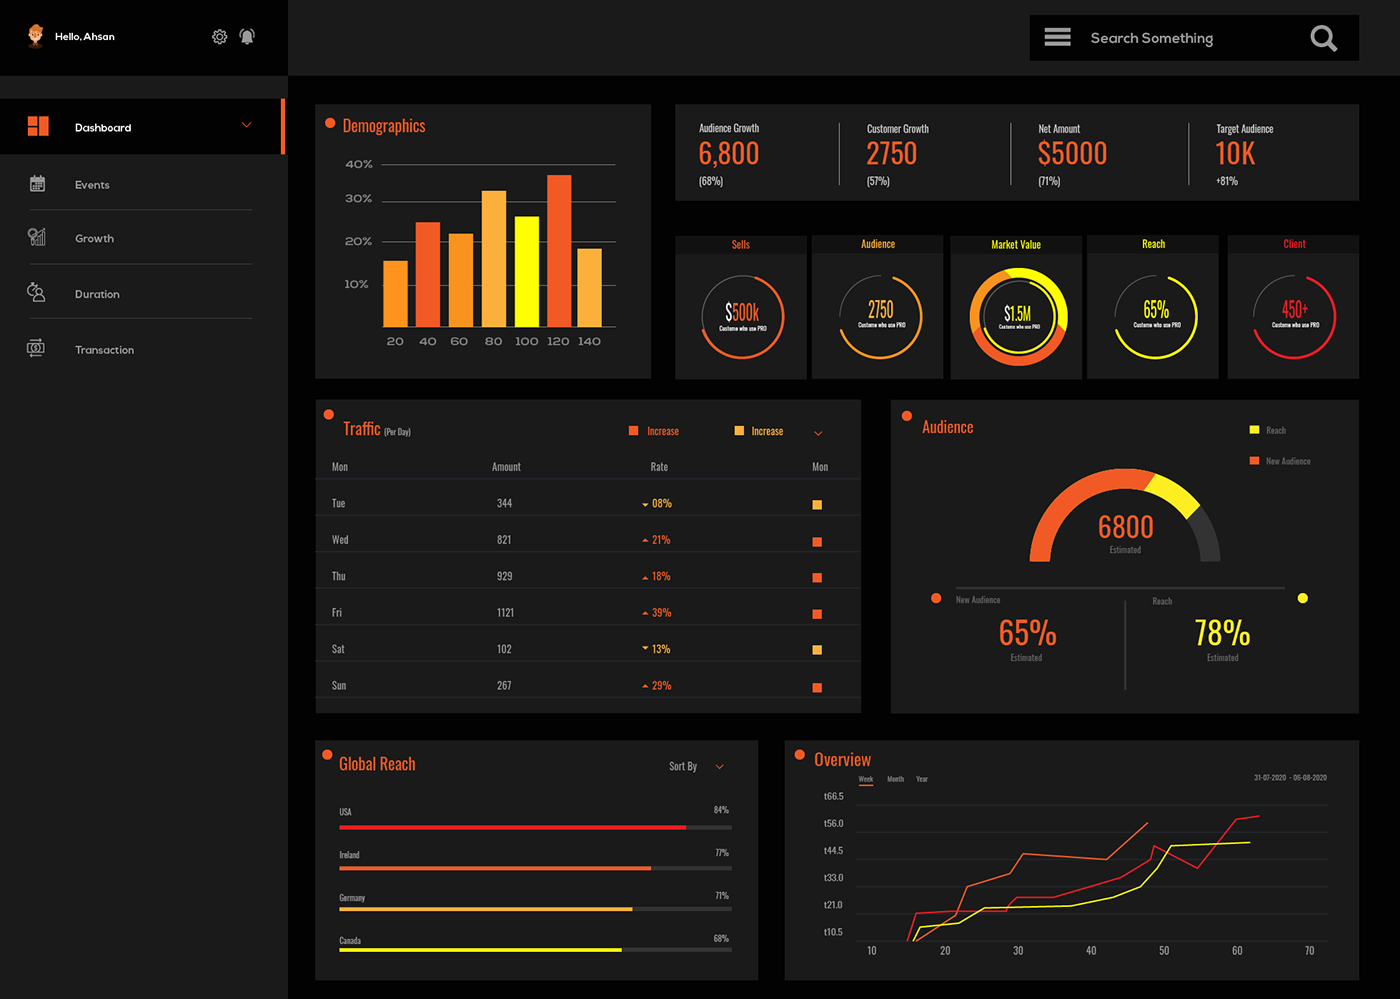 Hello, Ahsan
Search Something
Dashboard
Events
Growth
Duration
Transaction
Demographics
40%
30%
20%
10%
20 40 60 80 100 120 140
Audience Growth
6,800
(68%)
Customer Growth
2750
(57%)
Net Amount
$5000
(71%)
Target Audience
10K
+81%
Sells
$500k
Custome who use PRO
Audience
2750
Custome who use PRO
Market Value
$1.5M
Custome who use PRO
Reach
65%
Custome who use PRO
Client
450+
Custome who use PRO
Traffic (Per Day)
Increase
Increase
Mon Amount Rate Mon
Tue 344 08%
Wed 821 21%
Thu 929 18%
Fri 1121 39%
Sat 102 13%
Sun 267 29%
Audience
Reach
New Audience
6800
Estimated
New Audience
65%
Estimated
Reach
78%
Estimated
Global Reach
Sort By
USA 84%
Ireland 77%
Germany 71%
Canada 68%
Overview
Week Month Year
31-07-2020 - 06-08-2020
t66.5
t56.0
t44.5
t33.0
t21.0
t10.5
10 20 30 40 50 60 70